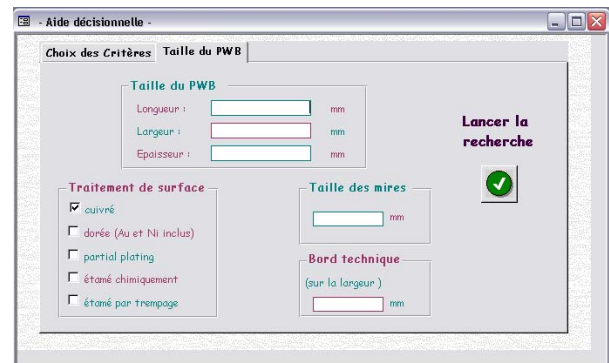 - Aide décisionnelle -
Choix des Critères
Taille du PWB
Taille du PWB
Longueur : mm
Largeur : mm
Epaisseur : mm
Lancer la
recherche
Traitement de surface
cuivré
dorée (Au et Ni inclus)
partial plating
étamé chimiquement
étamé par trempage
Taille des mires
mm
Bord technique
(sur la largeur )
mm